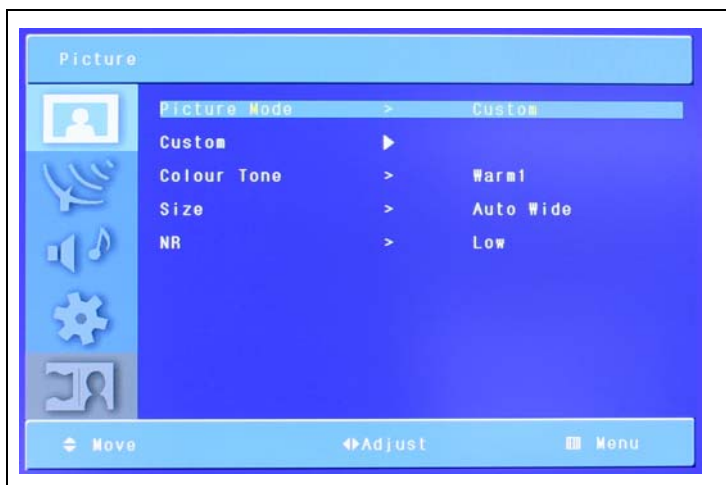 Picture
Picture Mode > Custom
Custom
Colour Tone > Warm1
Size > Auto Wide
NR > Low
Move Adjust Menu